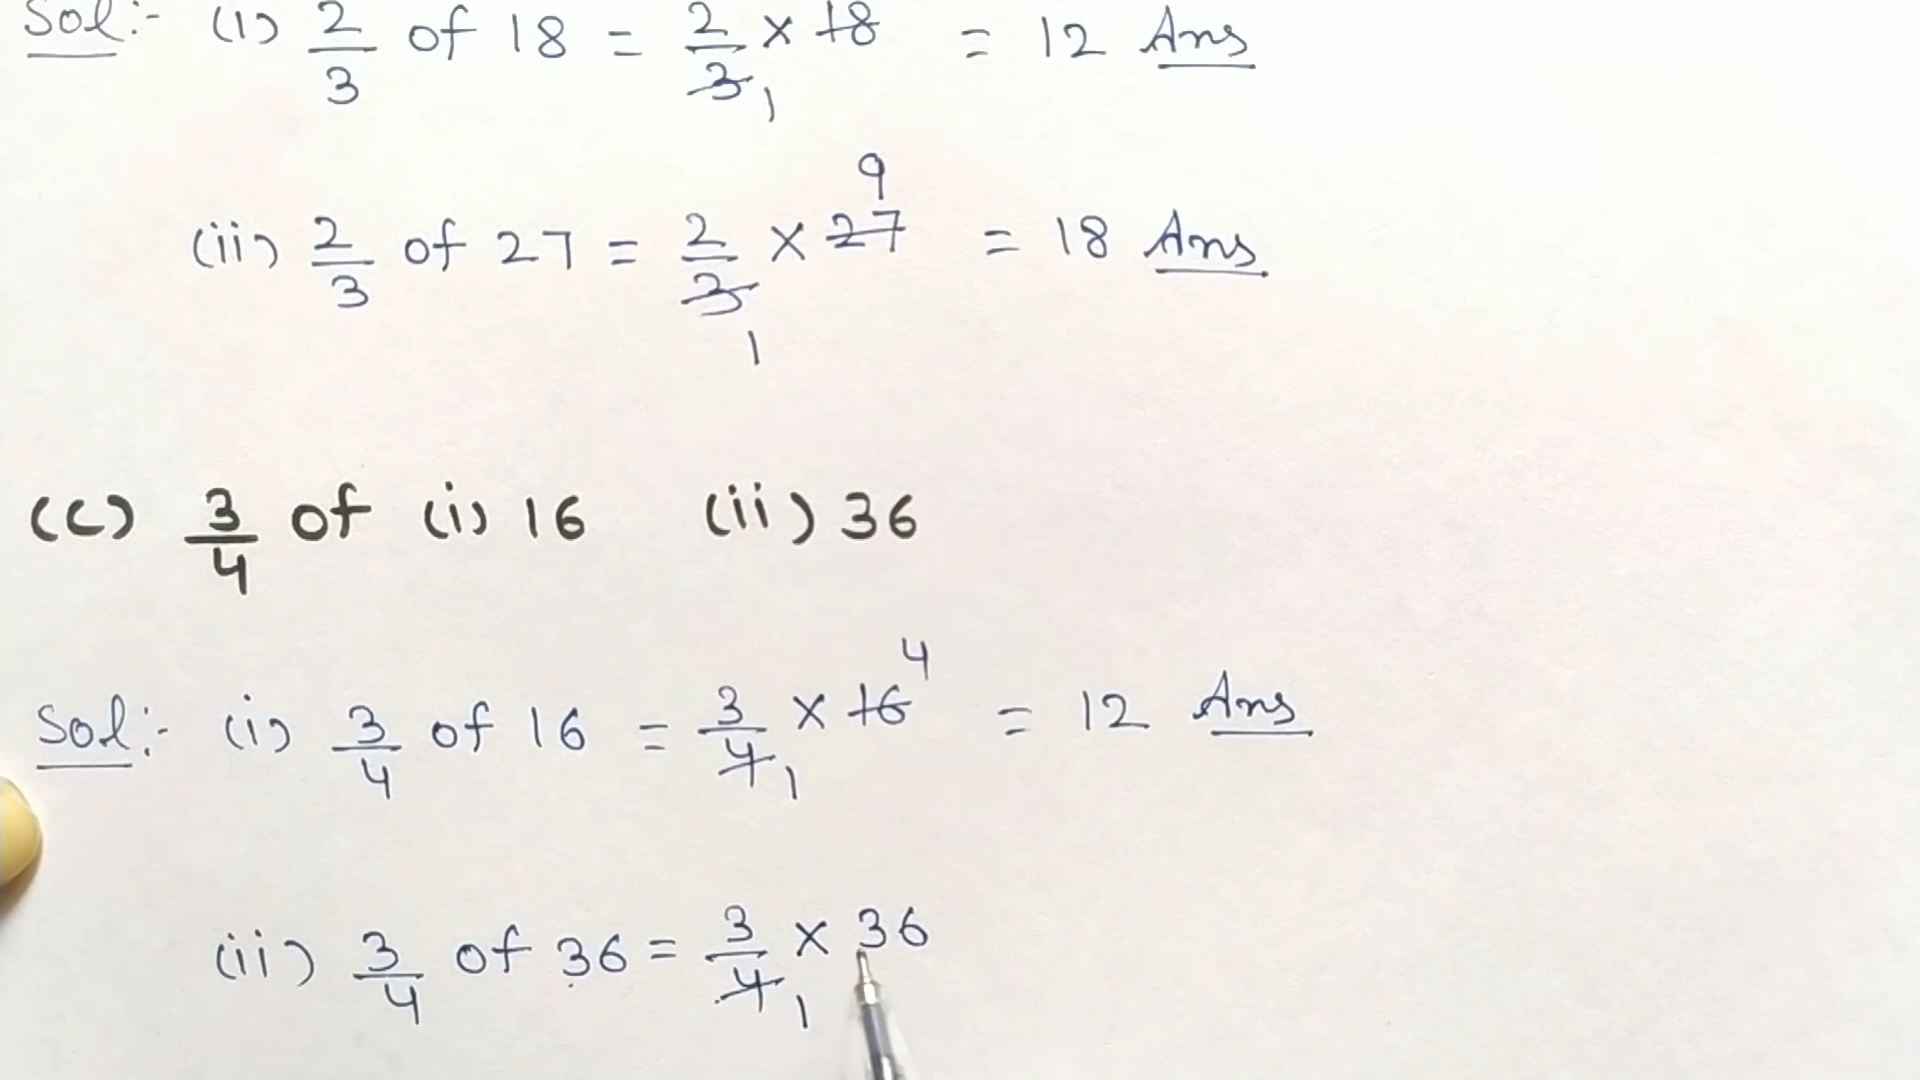 Sol:- (i) 2/3 of 18 = 2/3 1 × 18 = 12 Ans
(ii) 2/3 of 27 = 2/3 1 × 27 9 = 18 Ans
(c) 3/4 of (i) 16 (ii) 36
Sol:- (i) 3/4 of 16 = 3/4 1 × 16 4 = 12 Ans
(ii) 3/4 of 36 = 3/4 1 × 36